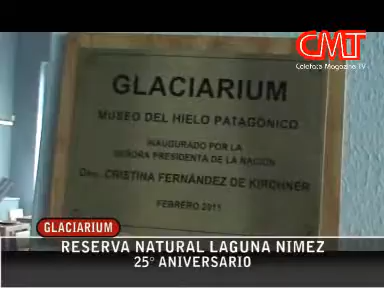 CMT
Calafate Magazine TV
GLACIARIUM
MUSEO DEL HIELO PATAGÓNICO
INAUGURADO POR LA
SEÑORA PRESIDENTA DE LA NACIÓN
Dra. CRISTINA FERNÁNDEZ DE KIRCHNER
FEBRERO 2011
GLACIARIUM
RESERVA NATURAL LAGUNA NIMEZ
25° ANIVERSARIO